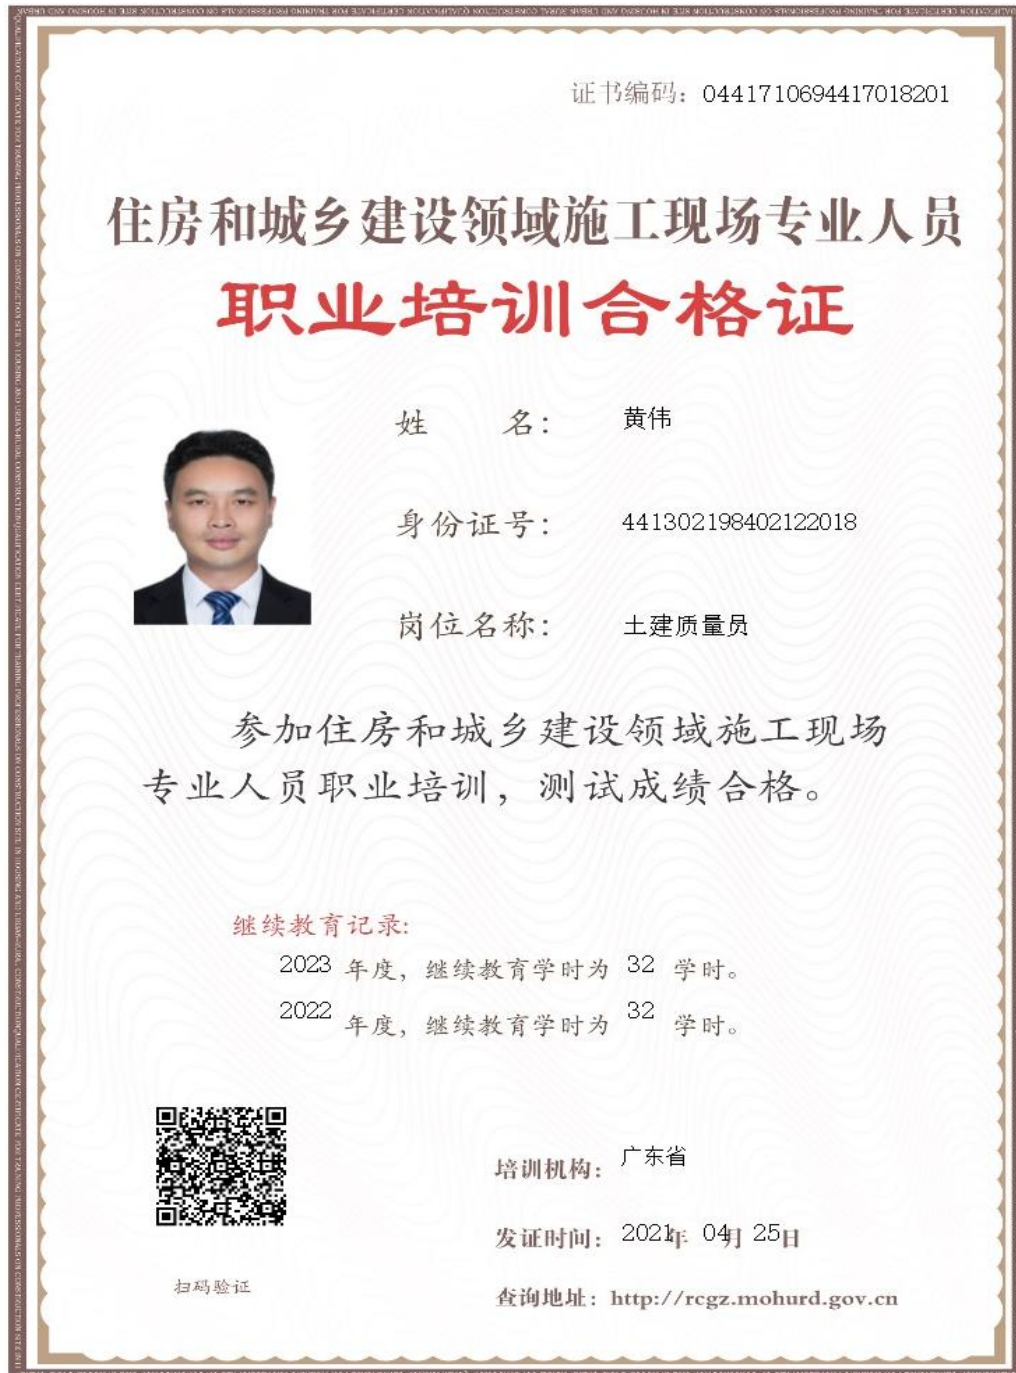 证书编码：0441710694417018201
住房和城乡建设领域施工现场专业人员
职业培训合格证
姓 名： 黄伟
身份证号： 441302198402122018
岗位名称： 土建质量员
参加住房和城乡建设领域施工现场
专业人员职业培训，测试成绩合格。
继续教育记录:
2023 年度，继续教育学时为 32 学时。
2022 年度，继续教育学时为 32 学时。
培训机构： 广东省
发证时间： 2021年 04月 25日
扫码验证
查询地址：http://rcgz.mohurd.gov.cn